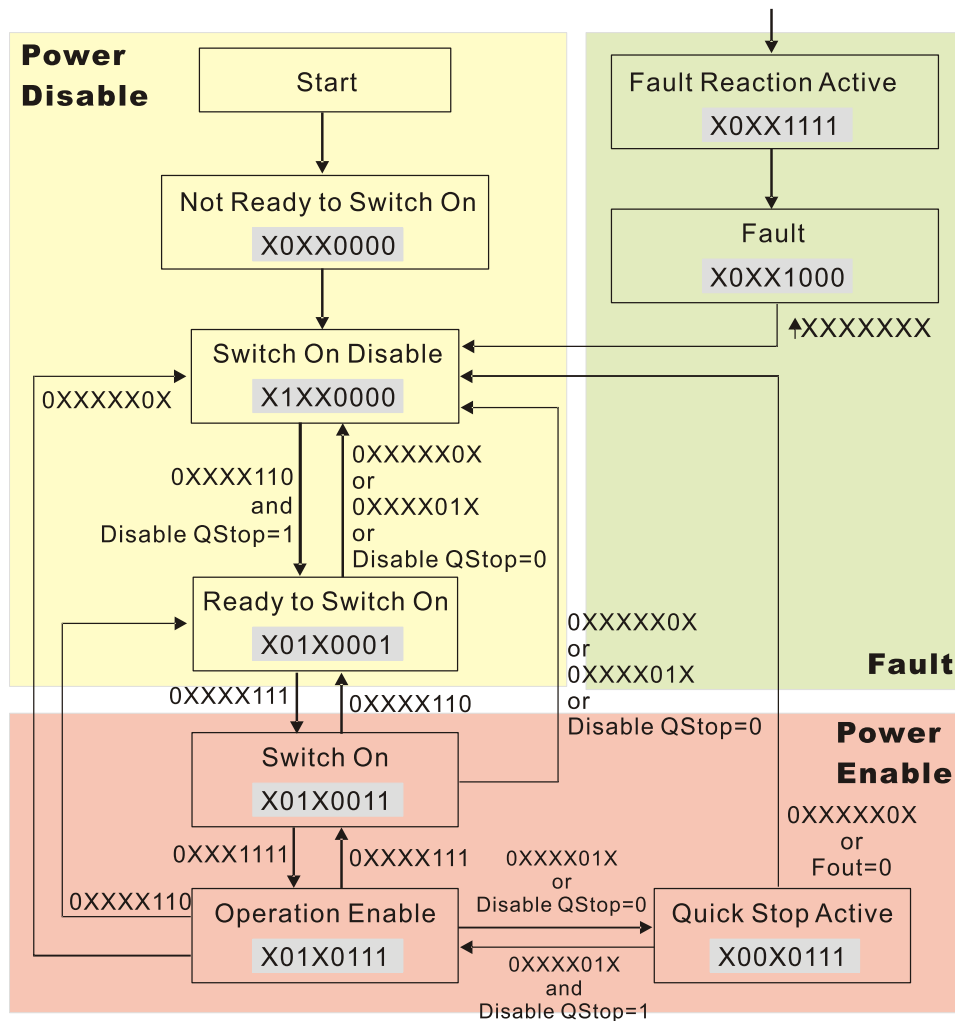 Power
Disable
Start
Not Ready to Switch On
X0XX0000
Switch On Disable
X1XX0000
0XXXXX0X
0XXXX110
and
Disable QStop=1
0XXXXX0X
or
0XXXX01X
or
Disable QStop=0
Ready to Switch On
X01X0001
0XXXX111
0XXXX110
Fault Reaction Active
X0XX1111
Fault
X0XX1000
XXXXXXX
Fault
0XXXXX0X
or
0XXXX01X
or
Disable QStop=0
Power
Enable
Switch On
X01X0011
0XXX1111
0XXXX111
0XXXX110
Operation Enable
X01X0111
0XXXX01X
or
Disable QStop=0
0XXXX01X
and
Disable QStop=1
0XXXXX0X
or
Fout=0
Quick Stop Active
X00X0111